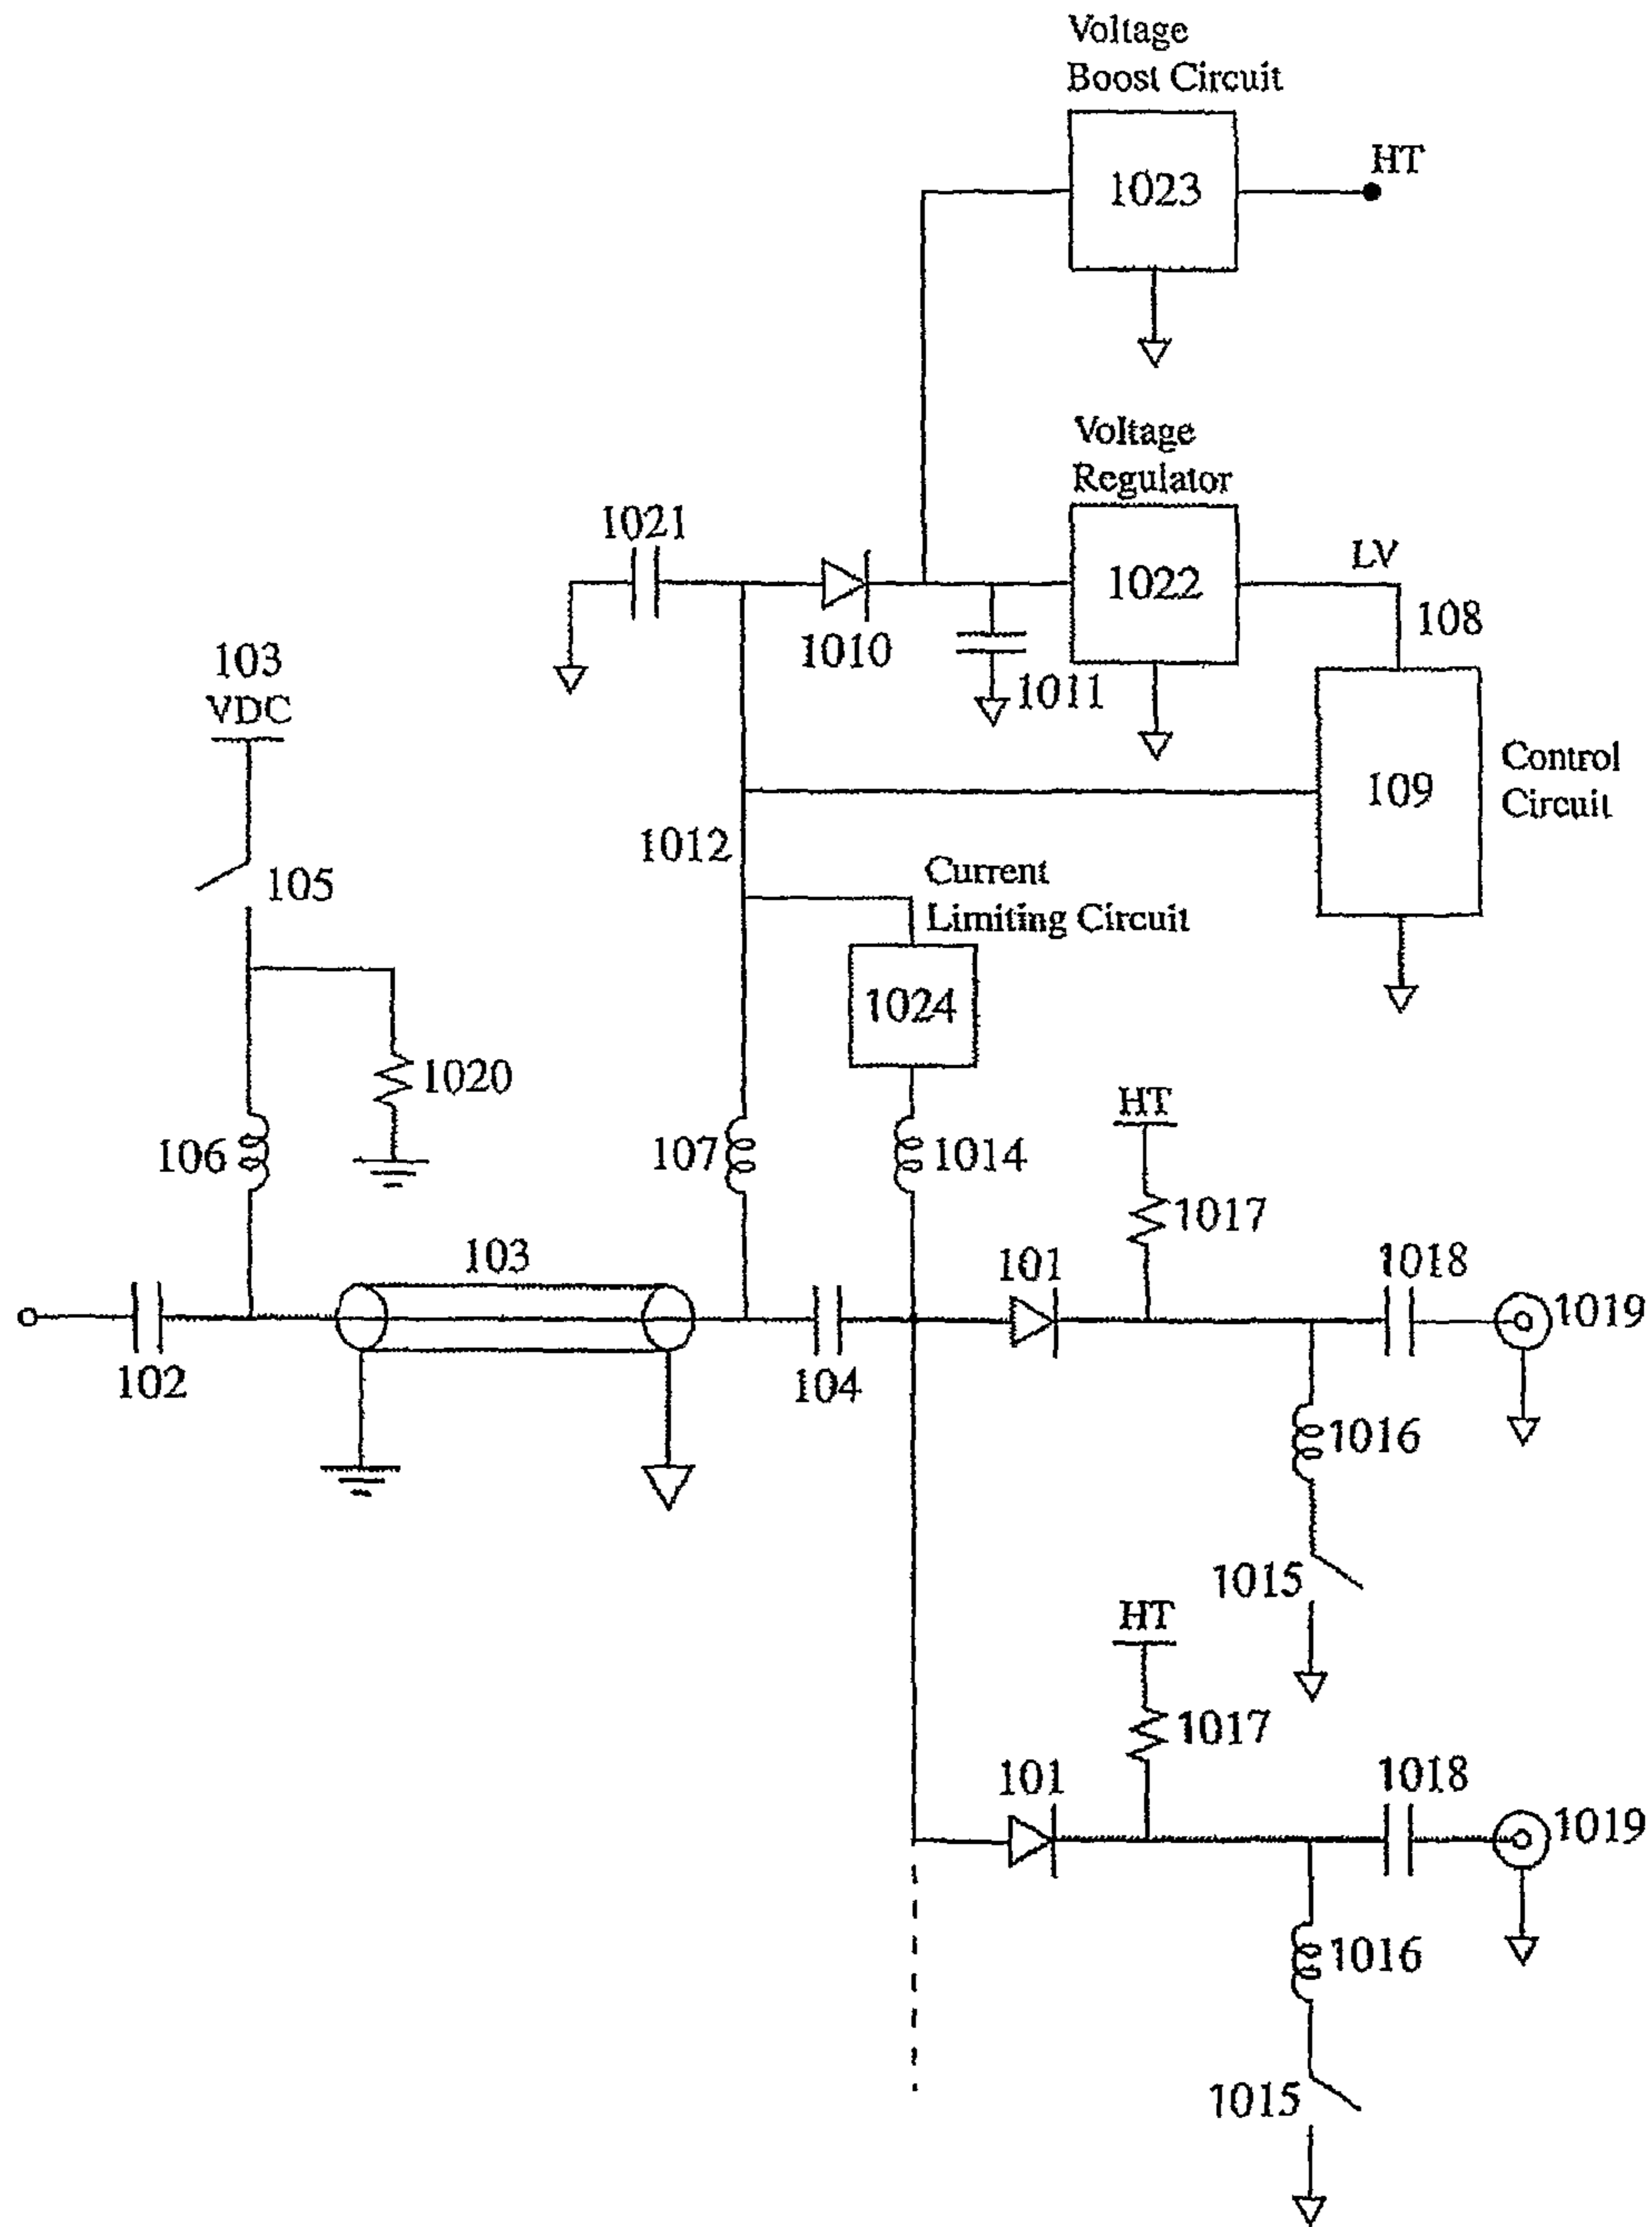 Voltage
Boost Circuit
1023
HT
Voltage
Regulator
1021
1022
LV
108
1010
1011
103
VDC
109
Control
Circuit
1012
105
Current
Limiting Circuit
1024
1020
HT
106
107
1014
1017
103
101
1018
1019
102
104
1016
1015
HT
1017
101
1018
1019
1016
1015